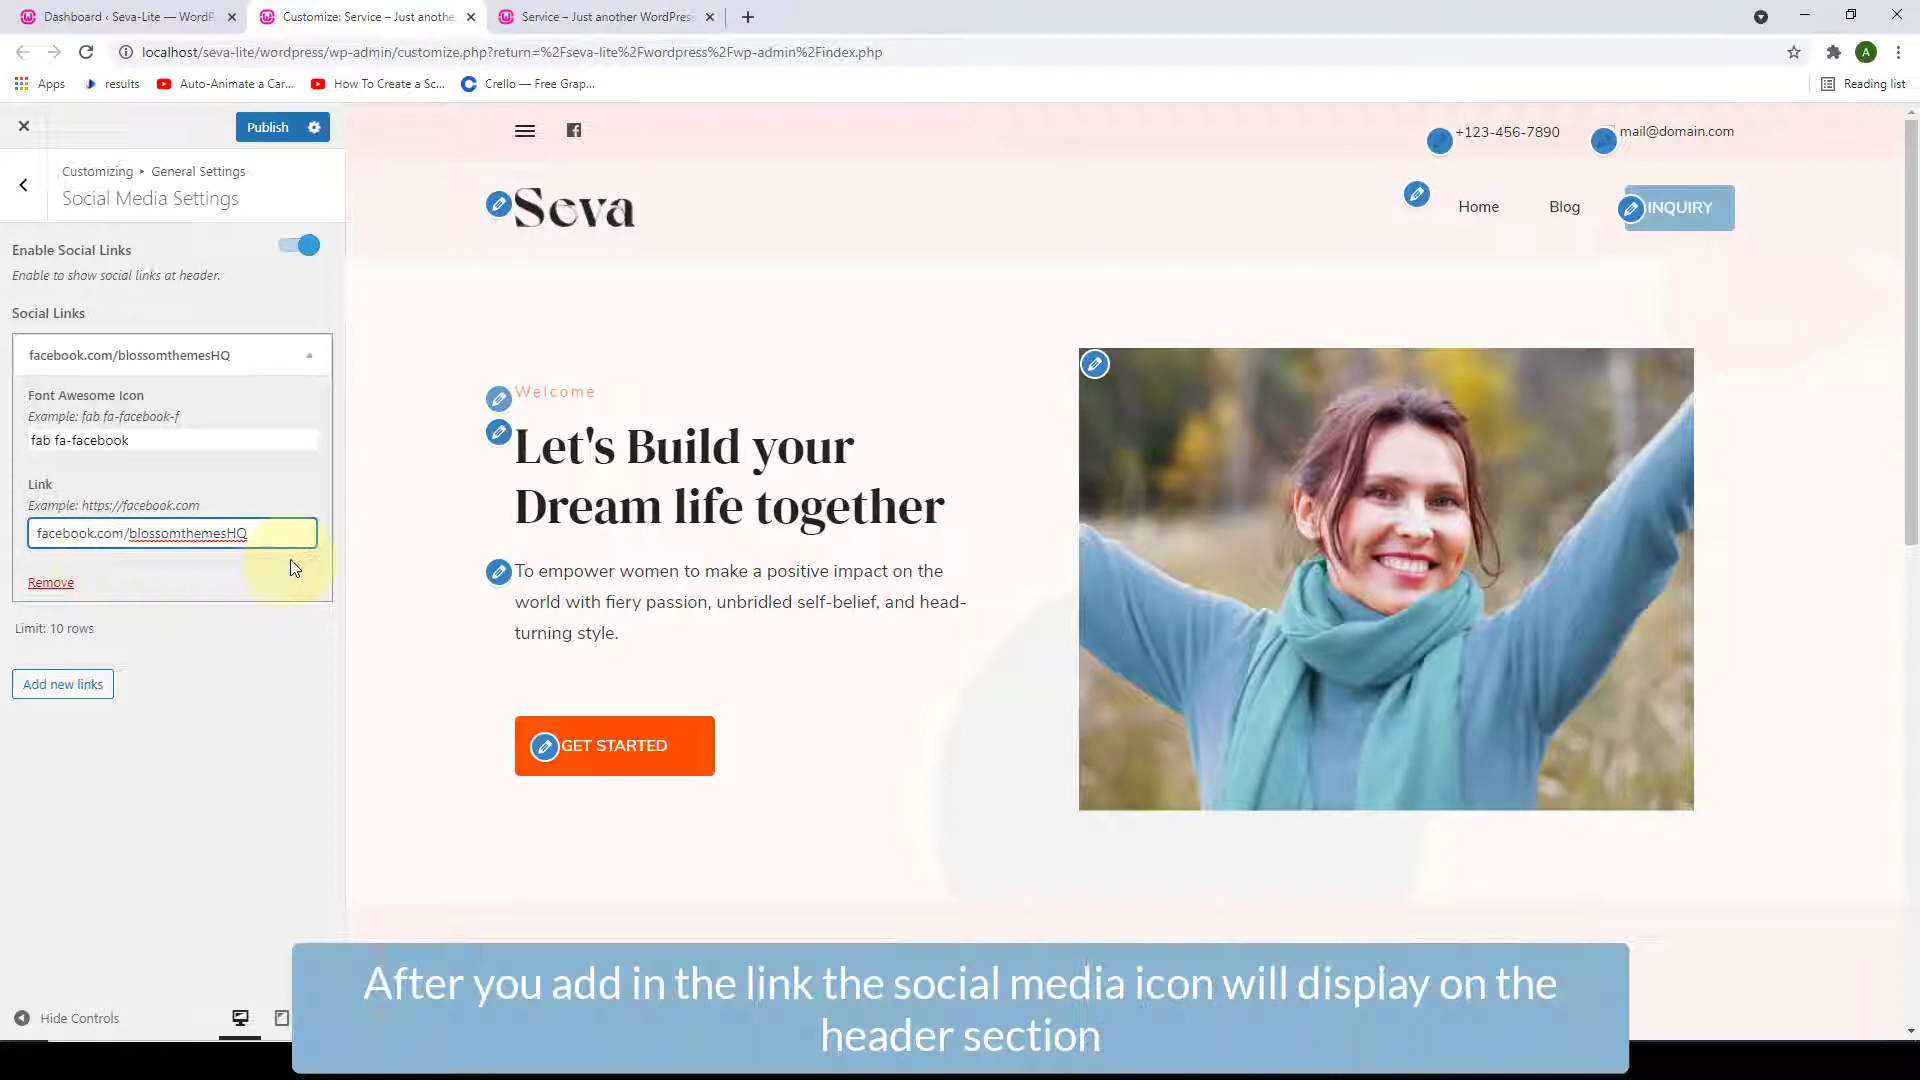 Dashboard ‹ Seva-Lite — WordP
Customize: Service – Just anothe
Service – Just another WordPress
localhost/seva-lite/wordpress/wp-admin/customize.php?return=%2Fseva-lite%2Fwordpress%2Fwp-admin%2Findex.php
A
Apps
results
Auto-Animate a Car...
How To Create a Sc...
Crello — Free Grap...
Reading list
Publish
Customizing ▸ General Settings
Social Media Settings
Enable Social Links
Enable to show social links at header.
Social Links
facebook.com/blossomthemesHQ
Font Awesome Icon
Example: fab fa-facebook-f
fab fa-facebook
Link
Example: https://facebook.com
facebook.com/blossomthemesHQ
Remove
Limit: 10 rows
Add new links
Hide Controls
+123-456-7890
mail@domain.com
Seva
Home
Blog
INQUIRY
Welcome
Let's Build your
Dream life together
To empower women to make a positive impact on the
world with fiery passion, unbridled self-belief, and head-
turning style.
GET STARTED
After you add in the link the social media icon will display on the
header section